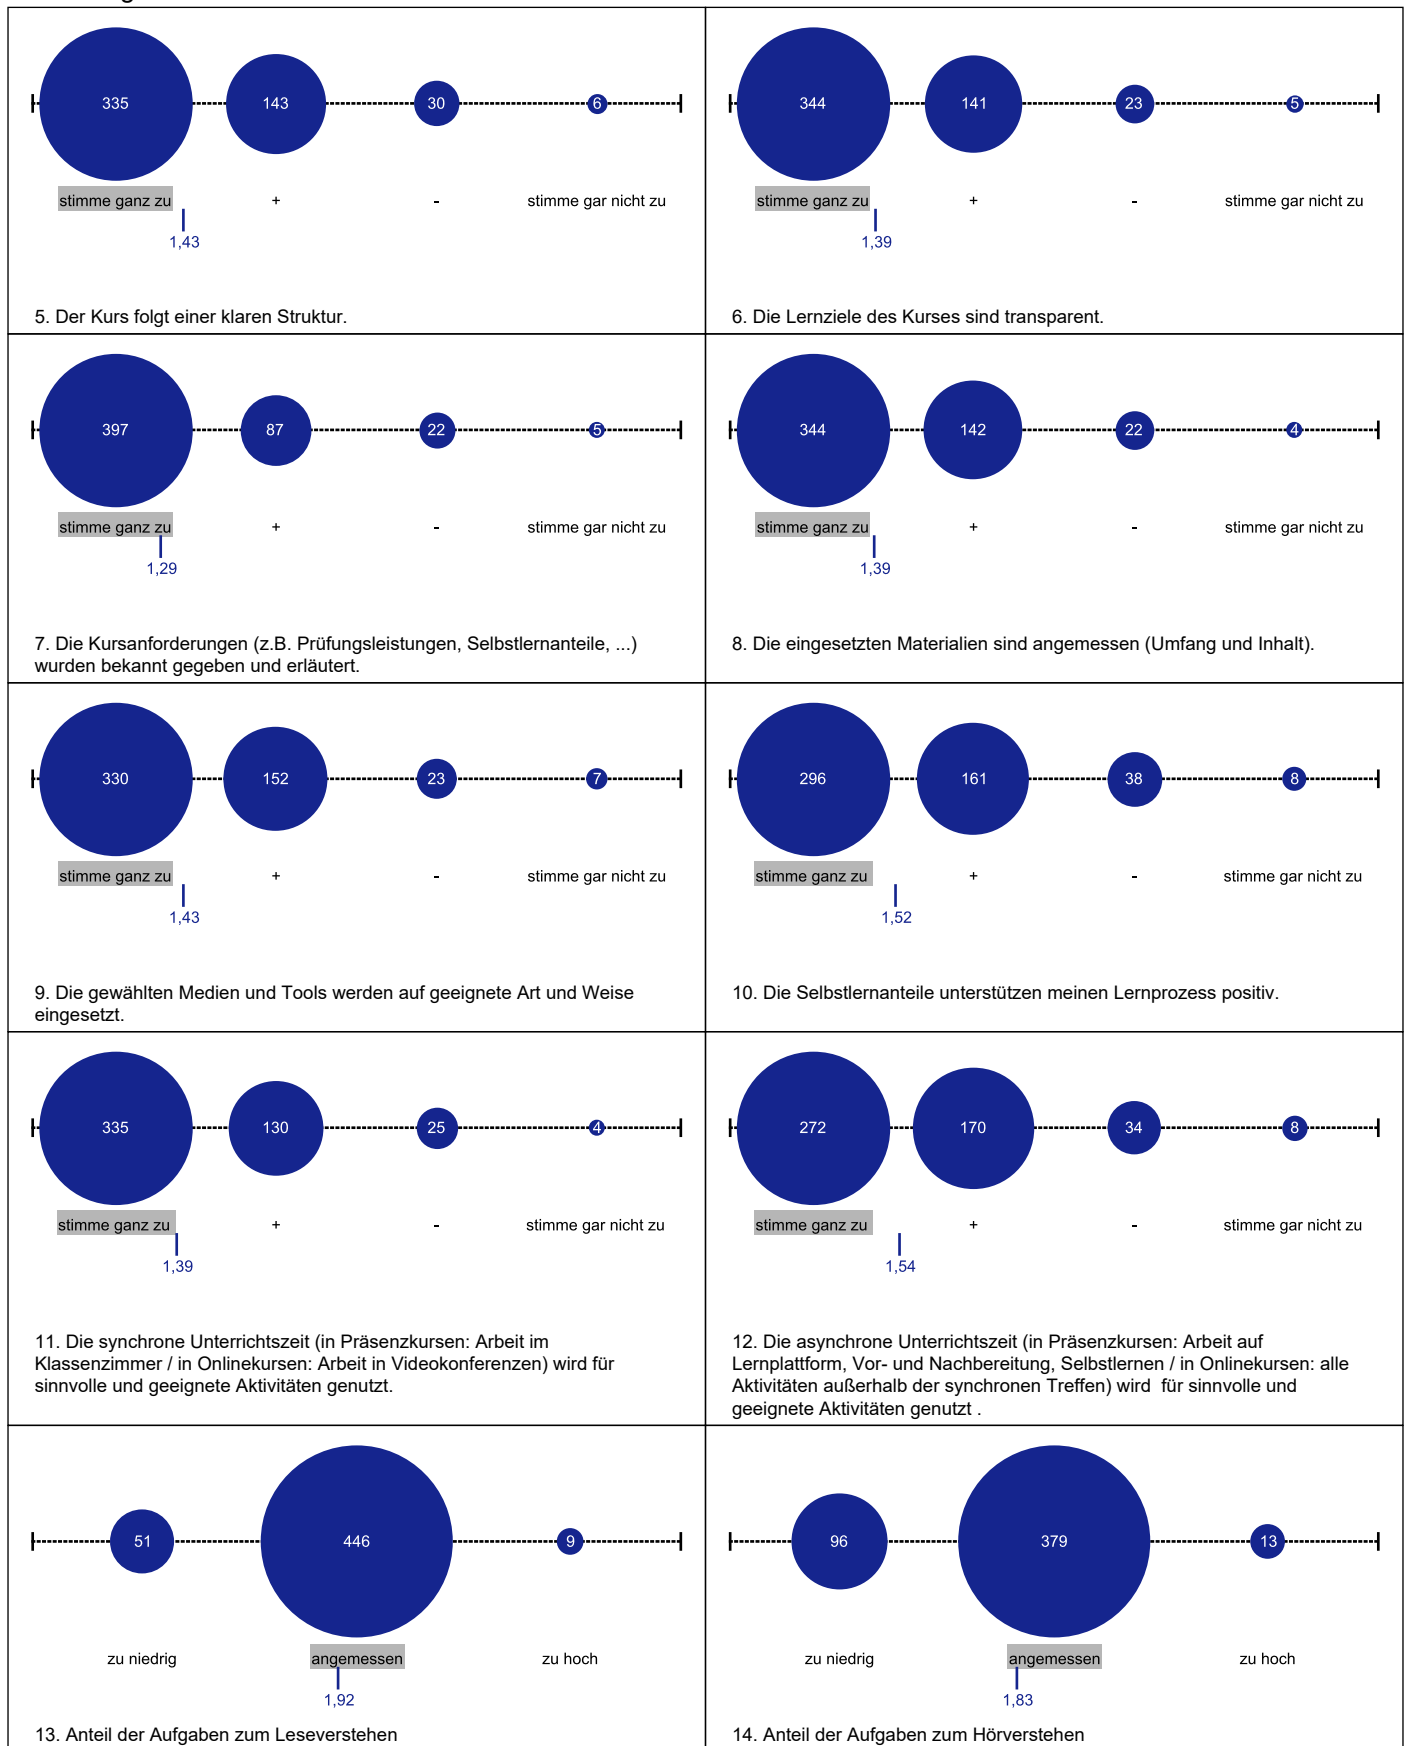 335 143 30 6
stimme ganz zu + - stimme gar nicht zu
1,43
5. Der Kurs folgt einer klaren Struktur.
344 141 23 5
stimme ganz zu + - stimme gar nicht zu
1,39
6. Die Lernziele des Kurses sind transparent.
397 87 22 5
stimme ganz zu + - stimme gar nicht zu
1,29
7. Die Kursanforderungen (z.B. Prüfungsleistungen, Selbstlernanteile, ...)
wurden bekannt gegeben und erläutert.
344 142 22 4
stimme ganz zu + - stimme gar nicht zu
1,39
8. Die eingesetzten Materialien sind angemessen (Umfang und Inhalt).
330 152 23 7
stimme ganz zu + - stimme gar nicht zu
1,43
9. Die gewählten Medien und Tools werden auf geeignete Art und Weise
eingesetzt.
296 161 38 8
stimme ganz zu + - stimme gar nicht zu
1,52
10. Die Selbstlernanteile unterstützen meinen Lernprozess positiv.
335 130 25 4
stimme ganz zu + - stimme gar nicht zu
1,39
11. Die synchrone Unterrichtszeit (in Präsenzkursen: Arbeit im
Klassenzimmer / in Onlinekursen: Arbeit in Videokonferenzen) wird für
sinnvolle und geeignete Aktivitäten genutzt.
272 170 34 8
stimme ganz zu + - stimme gar nicht zu
1,54
12. Die asynchrone Unterrichtszeit (in Präsenzkursen: Arbeit auf
Lernplattform, Vor- und Nachbereitung, Selbstlernen / in Onlinekursen: alle
Aktivitäten außerhalb der synchronen Treffen) wird  für sinnvolle und
geeignete Aktivitäten genutzt .
51 446 9
zu niedrig angemessen zu hoch
1,92
13. Anteil der Aufgaben zum Leseverstehen
96 379 13
zu niedrig angemessen zu hoch
1,83
14. Anteil der Aufgaben zum Hörverstehen